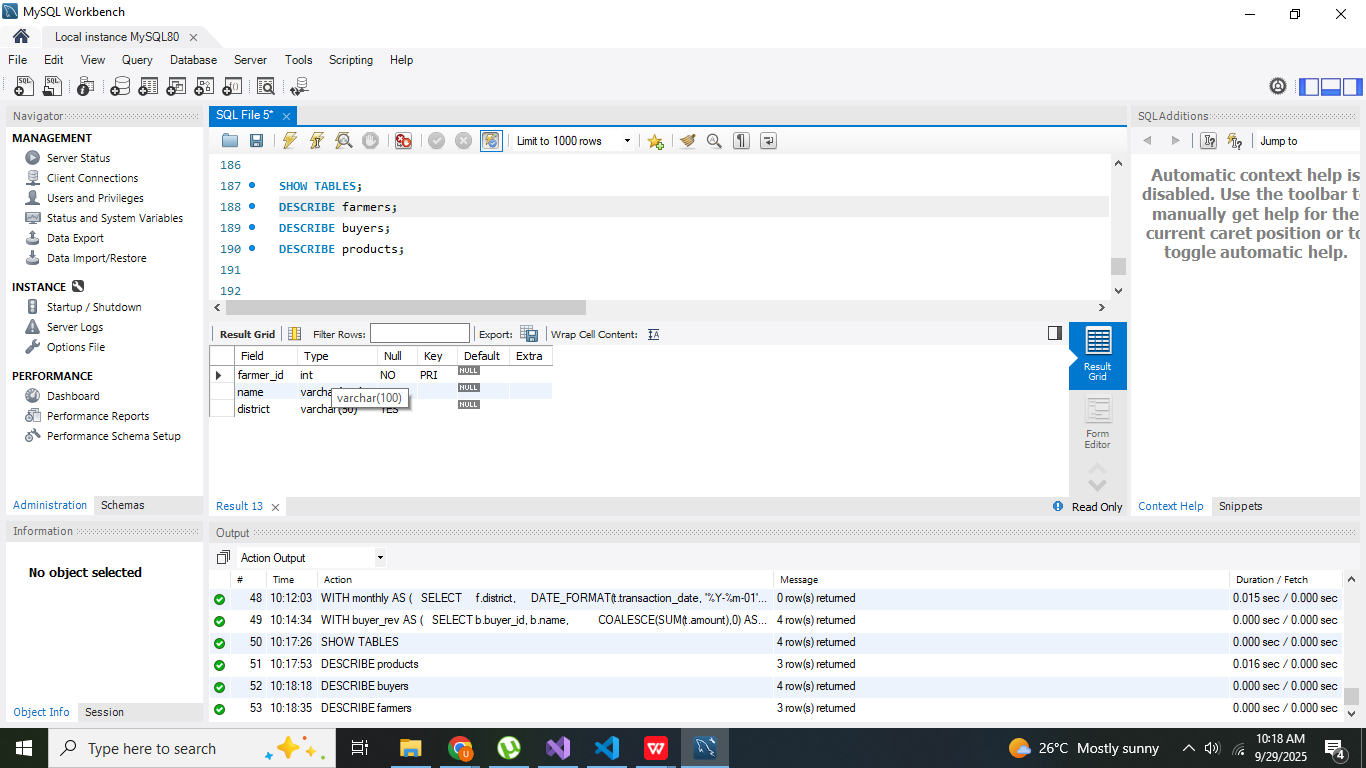 MySQL Workbench
Local instance MySQL80
File Edit View Query Database Server Tools Scripting Help
Navigator
MANAGEMENT
Server Status
Client Connections
Users and Privileges
Status and System Variables
Data Export
Data Import/Restore
INSTANCE
Startup / Shutdown
Server Logs
Options File
PERFORMANCE
Dashboard
Performance Reports
Performance Schema Setup
Administration Schemas
Information
No object selected
Object Info Session
SQL File 5*
Limit to 1000 rows
186
187 SHOW TABLES;
188 DESCRIBE farmers;
189 DESCRIBE buyers;
190 DESCRIBE products;
191
192
Result Grid Filter Rows: Export: Wrap Cell Content:
Field Type Null Key Default Extra
farmer_id int NO PRI NULL
name NULL
varchar(100)
district varchar(50) YES NULL
Result Grid
Form Editor
Result 13
Read Only
SQLAdditions
Jump to
Automatic context help is
disabled. Use the toolbar t
manually get help for the
current caret position or to
toggle automatic help.
Context Help Snippets
Output
Action Output
# Time Action Message Duration / Fetch
48 10:12:03 WITH monthly AS ( SELECT f.district, DATE_FORMAT(t.transaction_date, '%Y-%m-01'... 0 row(s) returned 0.015 sec / 0.000 sec
49 10:14:34 WITH buyer_rev AS ( SELECT b.buyer_id, b.name, COALESCE(SUM(t.amount),0) AS... 4 row(s) returned 0.000 sec / 0.000 sec
50 10:17:26 SHOW TABLES 4 row(s) returned 0.000 sec / 0.000 sec
51 10:17:53 DESCRIBE products 3 row(s) returned 0.016 sec / 0.000 sec
52 10:18:18 DESCRIBE buyers 4 row(s) returned 0.000 sec / 0.000 sec
53 10:18:35 DESCRIBE farmers 3 row(s) returned 0.000 sec / 0.000 sec
Type here to search
26°C Mostly sunny
10:18 AM
9/29/2025
4